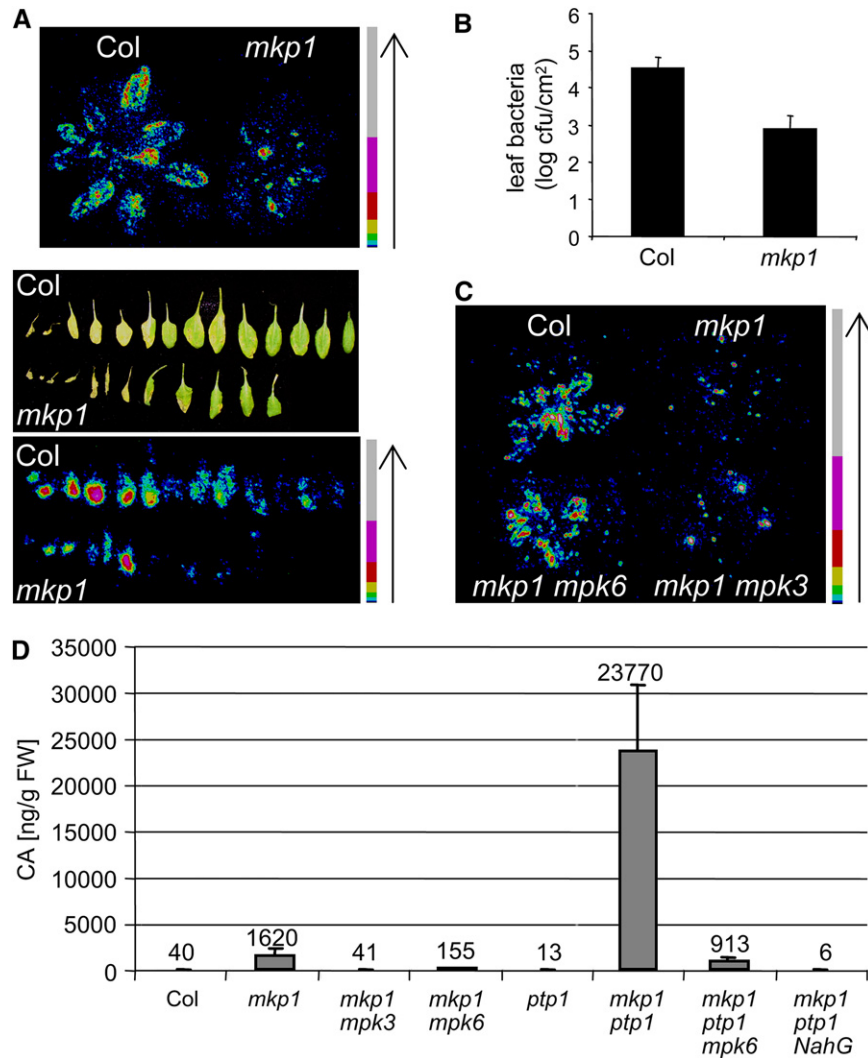 A
Col mkp1
Col
mkp1
Col
mkp1
B
leaf bacteria
(log cfu/cm²)
6
5
4
3
2
1
0
Col mkp1
C
Col mkp1
mkp1 mpk6 mkp1 mpk3
D
CA [ng/g FW]
35000
30000
25000
20000
15000
10000
5000
0
40 1620 41 155 13 23770 913 6
Col mkp1 mkp1 mkp1 ptp1 mkp1 mkp1 mkp1
mpk3 mpk6 ptp1 ptp1 ptp1
mpk6 NahG